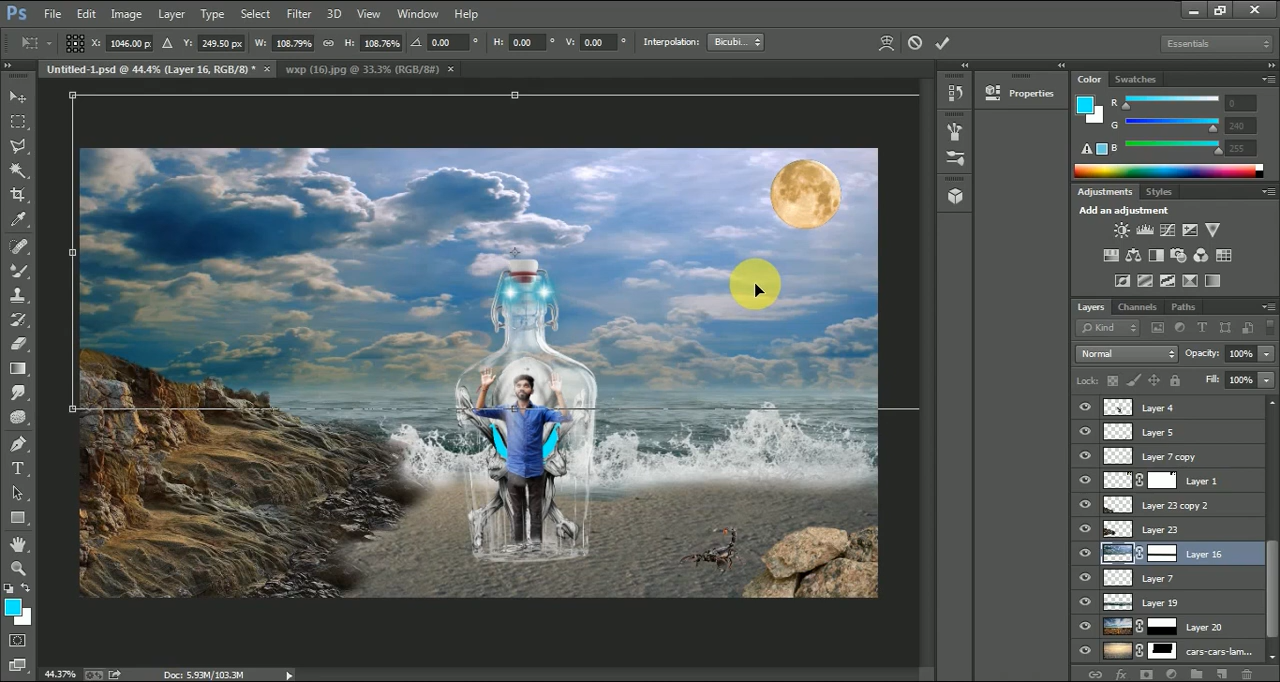 Ps File Edit Image Layer Type Select Filter 3D View Window Help
X: 1046.00 p: Y: 249.50 px W: 108.79% H: 108.76% 0.00 ° H: 0.00 ° V: 0.00 ° Interpolation: Bicubi... Essentials
Untitled-1.psd @ 44.4% (Layer 16, RGB/8) * × wxp (16).jpg @ 33.3% (RGB/8#) ×
Properties
Color Swatches
R 0
G 240
B 255
Adjustments Styles
Add an adjustment
Layers Channels Paths
Kind
Normal Opacity: 100%
Lock: Fill: 100%
Layer 4
Layer 5
Layer 7 copy
Layer 1
Layer 23 copy 2
Layer 23
Layer 16
Layer 7
Layer 19
Layer 20
cars-cars-lam...
44.37% Doc: 5.93M/103.3M